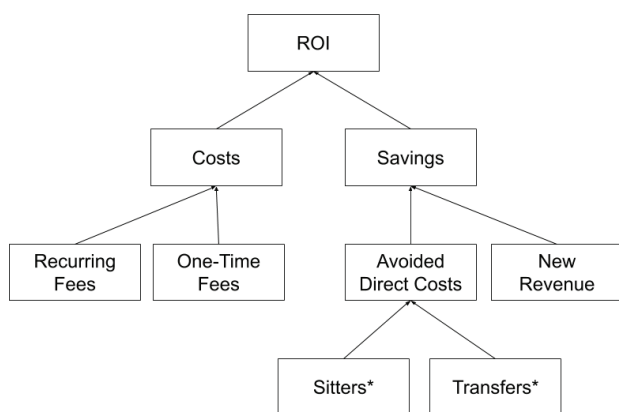 ROI
Costs
Savings
Recurring
Fees
One-Time
Fees
Avoided
Direct Costs
New
Revenue
Sitters*
Transfers*